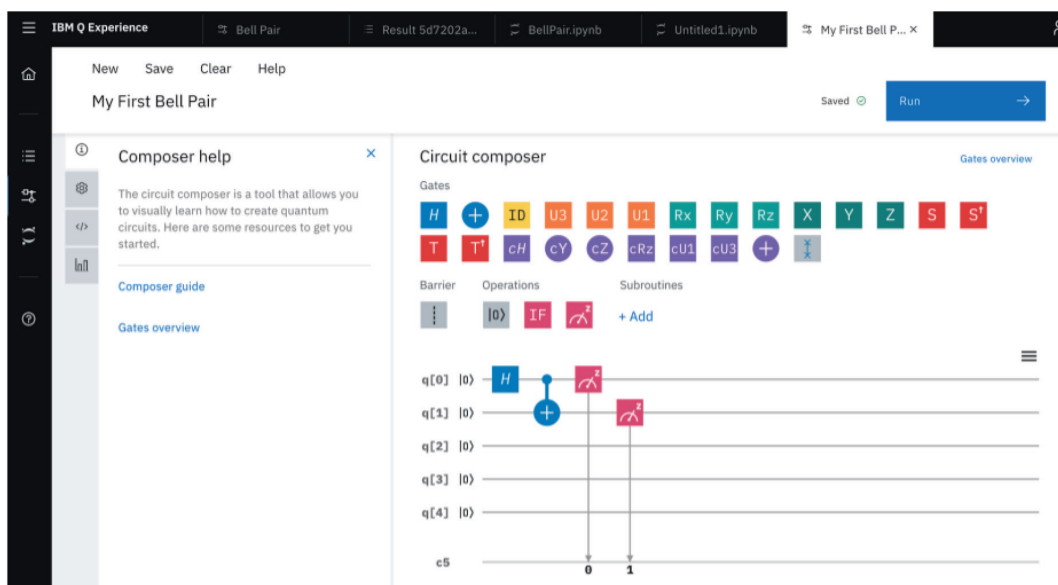 IBM Q Experience
Bell Pair
Result 5d7202a...
BellPair.ipynb
Untitled1.ipynb
My First Bell P... ×
New Save Clear Help
My First Bell Pair
Saved
Run →
Composer help ×
The circuit composer is a tool that allows you
to visually learn how to create quantum
circuits. Here are some resources to get you
started.
Composer guide
Gates overview
Circuit composer
Gates overview
Gates
H + ID U3 U2 U1 Rx Ry Rz X Y Z S S†
T T† cH cY cZ cRz cU1 cU3 +
Barrier Operations Subroutines
|0⟩ IF z + Add
q[0] |0⟩ H z
q[1] |0⟩ + z
q[2] |0⟩
q[3] |0⟩
q[4] |0⟩
c5
0 1